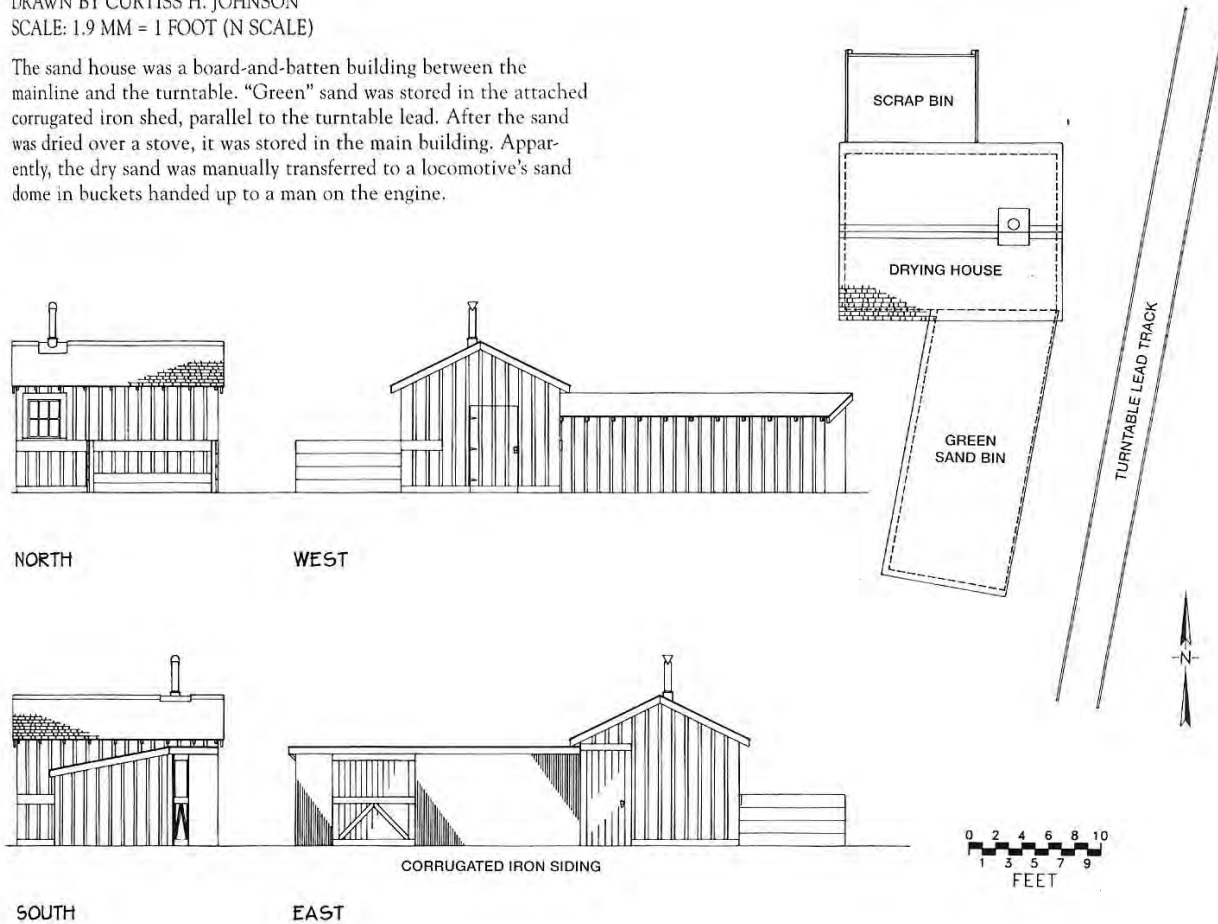 DRAWN BY CURTISS H. JOHNSON
SCALE: 1.9 MM = 1 FOOT (N SCALE)
The sand house was a board-and-batten building between the
mainline and the turntable. “Green” sand was stored in the attached
corrugated iron shed, parallel to the turntable lead. After the sand
was dried over a stove, it was stored in the main building. Appar-
ently, the dry sand was manually transferred to a locomotive’s sand
dome in buckets handed up to a man on the engine.
SCRAP BIN
DRYING HOUSE
GREEN
SAND BIN
TURNTABLE LEAD TRACK
N
NORTH
WEST
CORRUGATED IRON SIDING
SOUTH
EAST
0 2 4 6 8 10
1 3 5 7 9
FEET